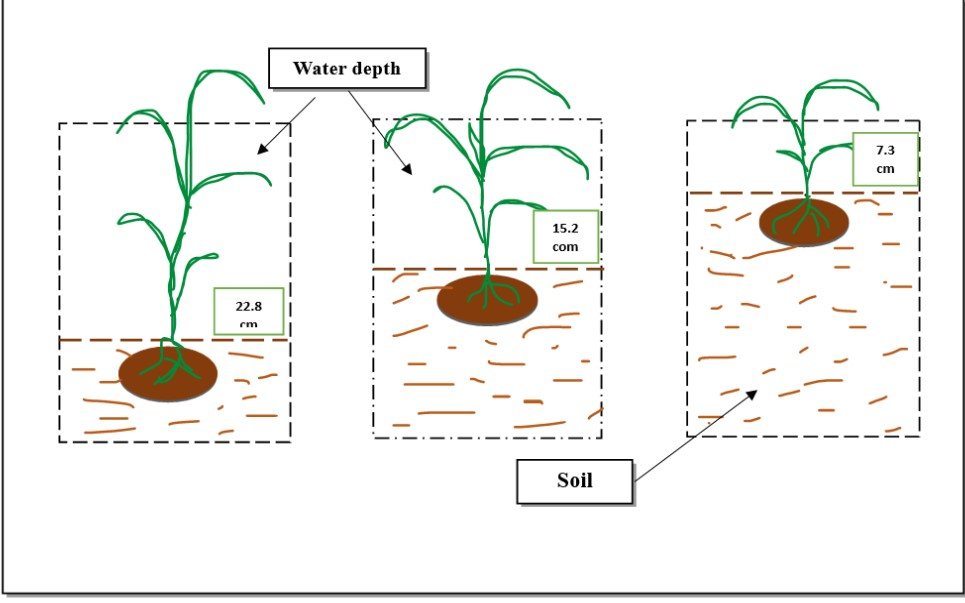 Water depth
7.3
cm
15.2
com
22.8
cm
Soil